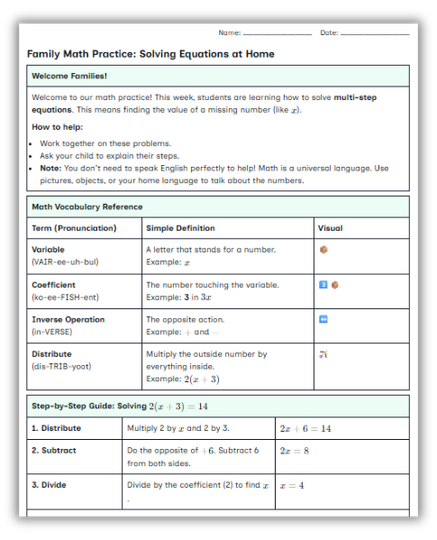 Name: ____________ Date: ____________
Family Math Practice: Solving Equations at Home
Welcome Families!
Welcome to our math practice! This week, students are learning how to solve multi-step
equations. This means finding the value of a missing number (like x).
How to help:
• Work together on these problems.
• Ask your child to explain their steps.
• Note: You don't need to speak English perfectly to help! Math is a universal language. Use
pictures, objects, or your home language to talk about the numbers.
Math Vocabulary Reference
Term (Pronunciation) Simple Definition Visual
Variable
(VAIR-ee-uh-bul)
A letter that stands for a number.
Example: x
Coefficient
(ko-ee-FISH-ent)
The number touching the variable.
Example: 3 in 3x
Inverse Operation
(in-VERSE)
The opposite action.
Example: + and −
Distribute
(dis-TRIB-yoot)
Multiply the outside number by
everything inside.
Example: 2(x + 3)
Step-by-Step Guide: Solving 2(x + 3) = 14
1. Distribute
Multiply 2 by x and 2 by 3.
2x + 6 = 14
2. Subtract
Do the opposite of +6. Subtract 6
from both sides.
2x = 8
3. Divide
Divide by the coefficient (2) to find x
.
x = 4